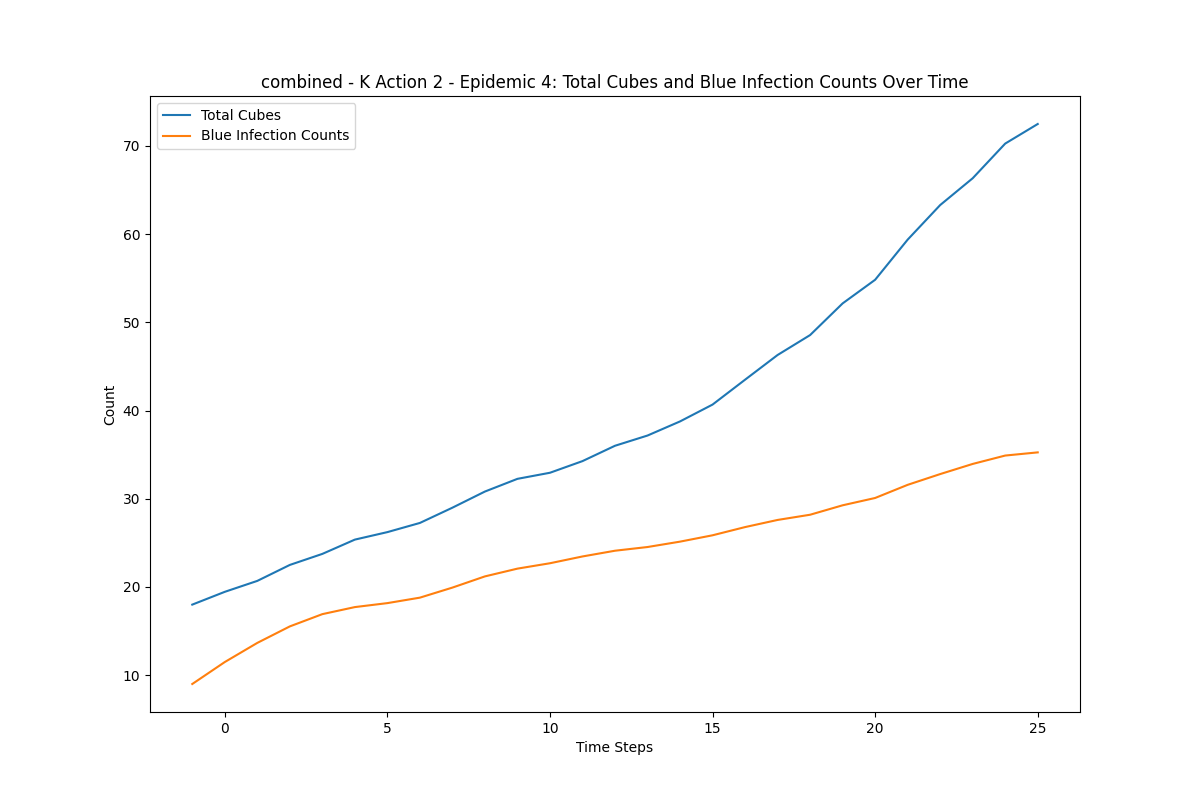 combined - K Action 2 - Epidemic 4: Total Cubes and Blue Infection Counts Over Time
Total Cubes
Blue Infection Counts
70
60
50
40
30
20
10
Count
0 5 10 15 20 25
Time Steps